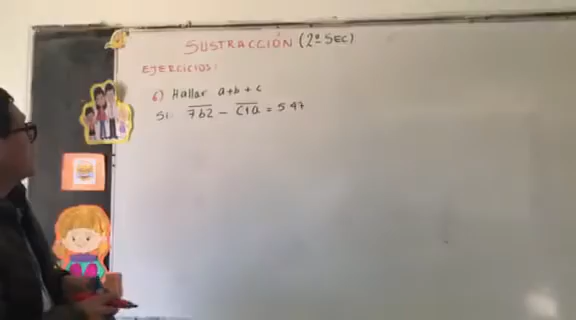 SUSTRACCIÓN (2º SEC)
EJERCICIOS:
6) Hallar a+b+c
Si: 7b2 - c1a = 547